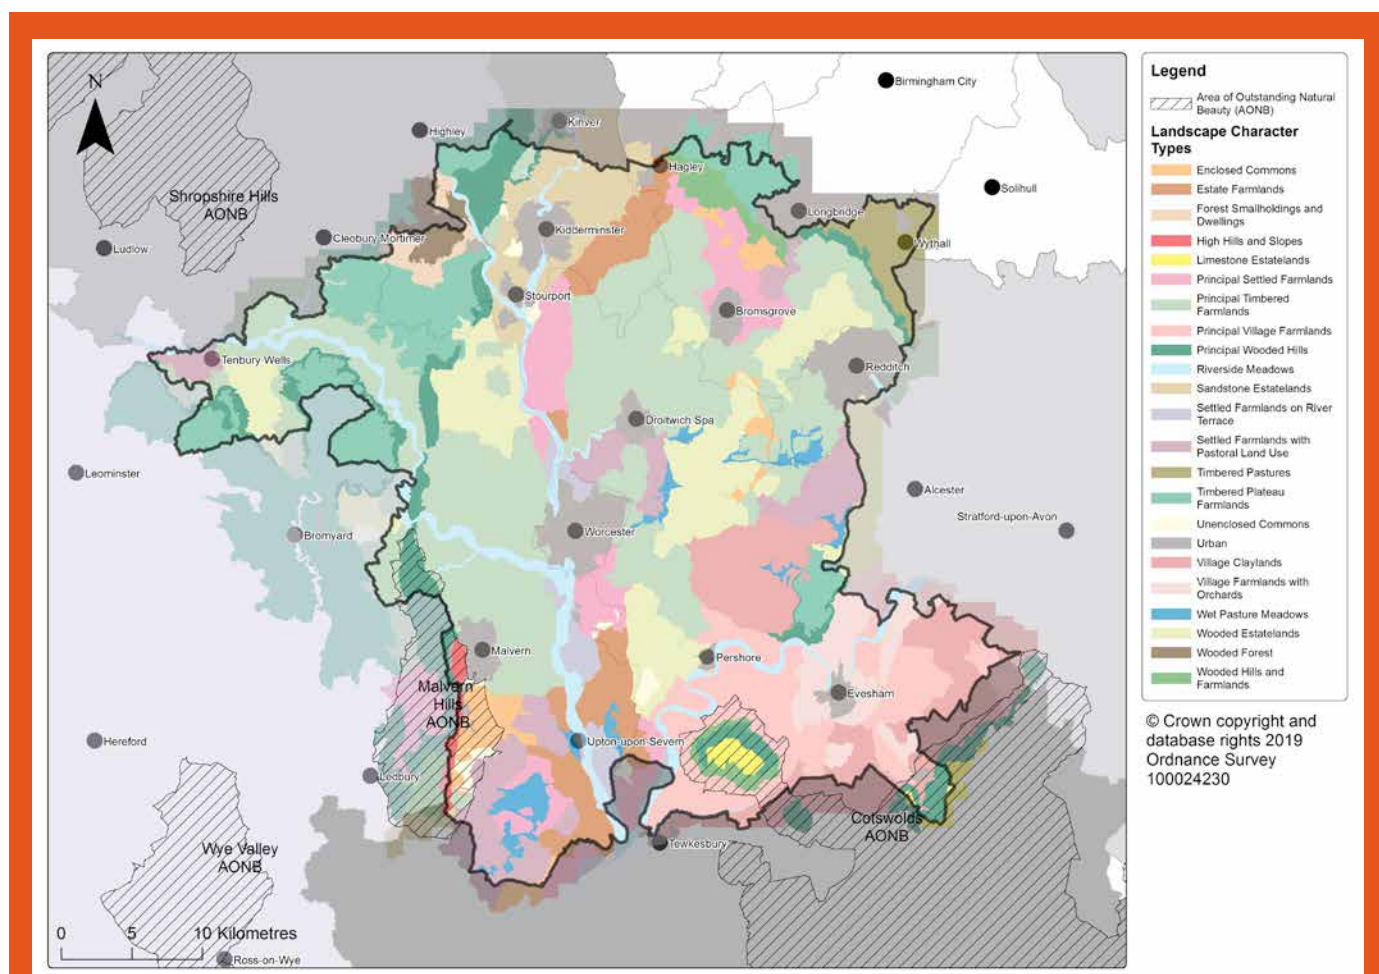 N
Birmingham City
Kinver
Highley
Hagley
Solihull
Shropshire Hills
AONB
Longbridge
Kidderminster
Cleobury Mortimer
Wythall
Ludlow
Stourport
Bromsgrove
Tenbury Wells
Redditch
Droitwich Spa
Leominster
Alcester
Stratford-upon-Avon
Worcester
Bromyard
Malvern
Pershore
Malvern
Hills
AONB
Evesham
Hereford
Upton-upon-Severn
Ledbury
Cotswolds
AONB
Tewkesbury
Wye Valley
AONB
0 5 10 Kilometres
Ross-on-Wye
Legend
Area of Outstanding Natural
Beauty (AONB)
Landscape Character
Types
Enclosed Commons
Estate Farmlands
Forest Smallholdings and
Dwellings
High Hills and Slopes
Limestone Estatelands
Principal Settled Farmlands
Principal Timbered
Farmlands
Principal Village Farmlands
Principal Wooded Hills
Riverside Meadows
Sandstone Estatelands
Settled Farmlands on River
Terrace
Settled Farmlands with
Pastoral Land Use
Timbered Pastures
Timbered Plateau
Farmlands
Unenclosed Commons
Urban
Village Claylands
Village Farmlands with
Orchards
Wet Pasture Meadows
Wooded Estatelands
Wooded Forest
Wooded Hills and
Farmlands
© Crown copyright and
database rights 2019
Ordnance Survey
100024230